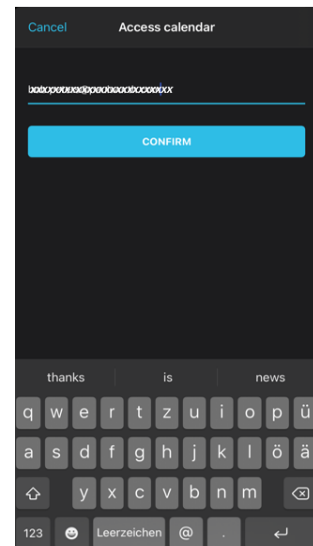 Cancel Access calendar
CONFIRM
thanks is news
q w e r t z u i o p ü
a s d f g h j k l ö ä
y x c v b n m
123 Leerzeichen @ .